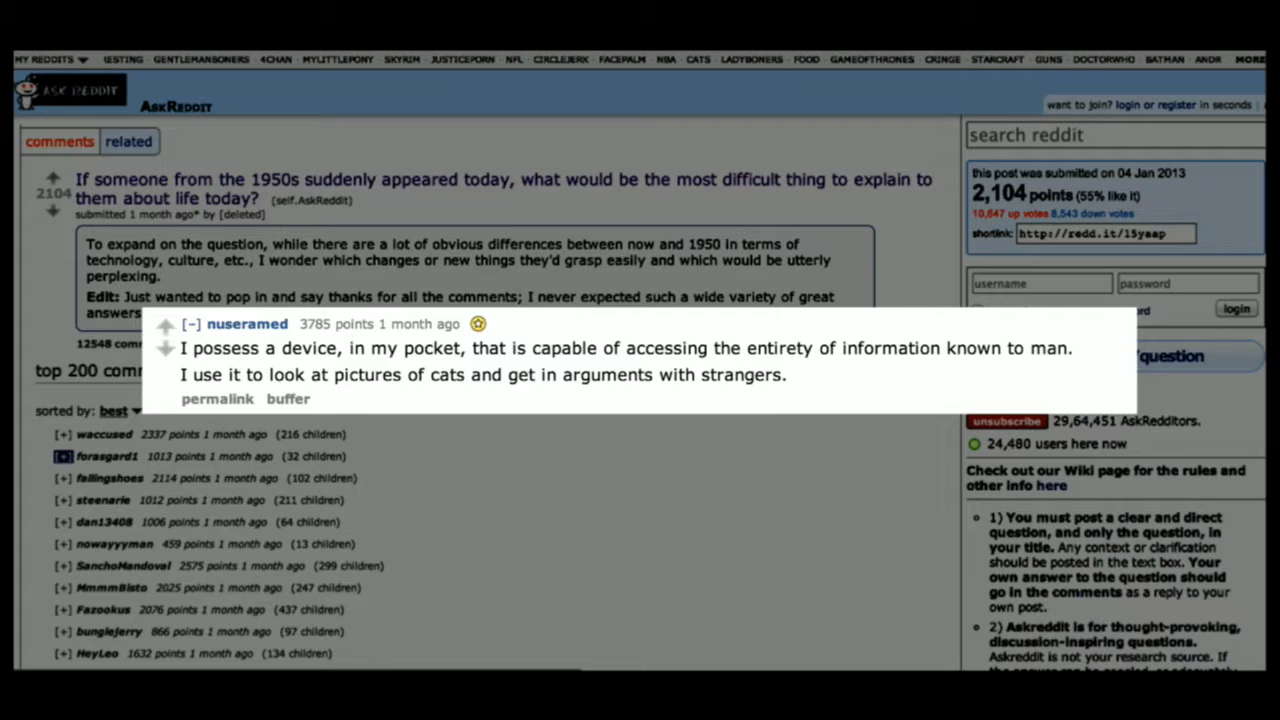 MY REDDITS TESTING GENTLEMANBONERS · 4CHAN · MYLITTLEPONY · SKYRIM · JUSTICEPORN · NFL · CIRCLEJERK · FACEPALM · NBA · CATS · LADYBONERS · FOOD · GAMEOFTHRONES · CRINGE · STARCRAFT · GUNS · DOCTORWHO · BATMAN · ANDR MORE
ASK REDDIT ASKREDDIT
want to join? login or register in seconds |
comments related
search reddit
If someone from the 1950s suddenly appeared today, what would be the most difficult thing to explain to
2104 them about life today? (self.AskReddit)
submitted 1 month ago* by [deleted]
this post was submitted on 04 Jan 2013
2,104 points (55% like it)
10,647 up votes 8,543 down votes
shortlink: http://redd.it/15yaap
To expand on the question, while there are a lot of obvious differences between now and 1950 in terms of
technology, culture, etc., I wonder which changes or new things they'd grasp easily and which would be utterly
perplexing.
Edit: Just wanted to pop in and say thanks for all the comments; I never expected such a wide variety of great
answers
username password
login
[–] nuseramed 3785 points 1 month ago
I possess a device, in my pocket, that is capable of accessing the entirety of information known to man.
I use it to look at pictures of cats and get in arguments with strangers.
permalink buffer
12548 com
top 200 com
sorted by: best
[+] waccused 2337 points 1 month ago (216 children)
[+] forasgard1 1013 points 1 month ago (32 children)
[+] fallingshoes 2114 points 1 month ago (102 children)
[+] steenarie 1012 points 1 month ago (211 children)
[+] dan13408 1006 points 1 month ago (64 children)
[+] nowayyyman 459 points 1 month ago (13 children)
[+] SanchoMandoval 2575 points 1 month ago (299 children)
[+] MmmmBisto 2025 points 1 month ago (247 children)
[+] Fazookus 2076 points 1 month ago (437 children)
[+] bunglejerry 866 points 1 month ago (97 children)
[+] HeyLeo 1632 points 1 month ago (134 children)
question
unsubscribe 29,64,451 AskRedditors.
24,480 users here now
Check out our Wiki page for the rules and
other info here
1) You must post a clear and direct
question, and only the question, in
your title. Any context or clarification
should be posted in the text box. Your
own answer to the question should
go in the comments as a reply to your
own post.
2) Askreddit is for thought-provoking,
discussion-inspiring questions.
Askreddit is not your research source. If